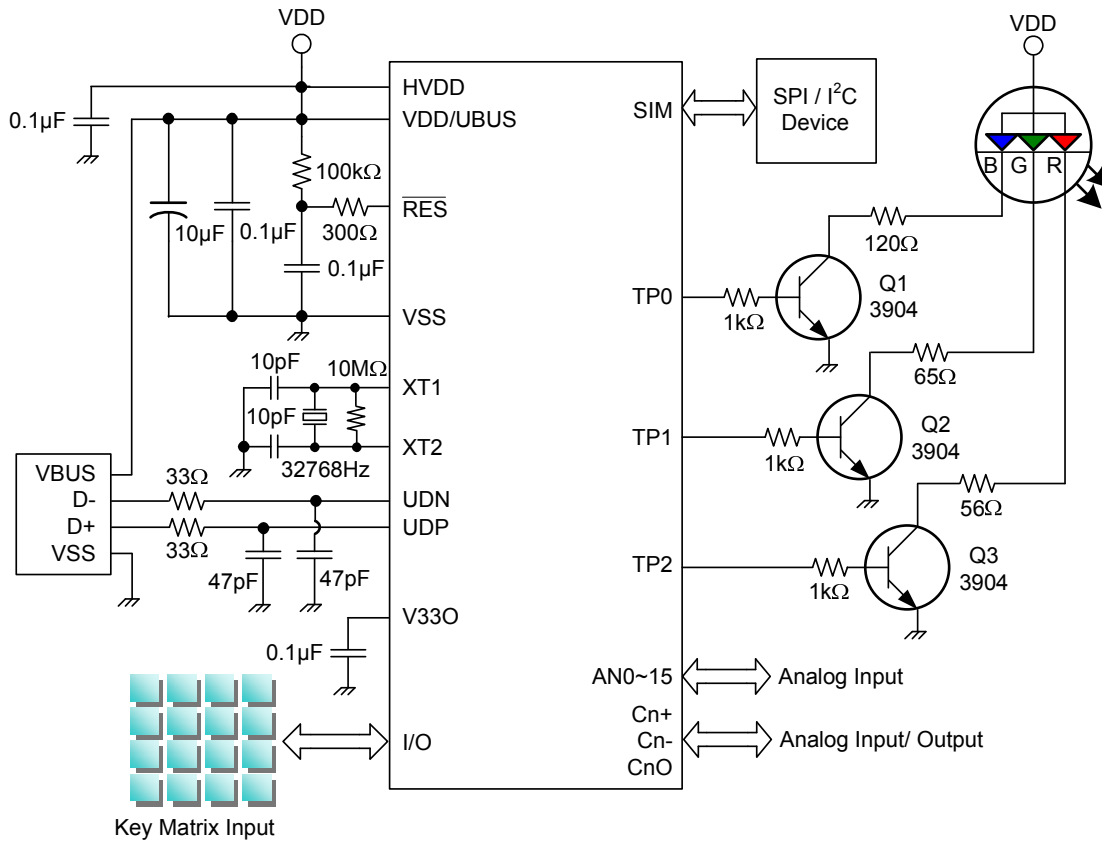 VDD
HVDD
0.1µF
VDD/UBUS
100kΩ
RES
10µF
0.1µF
300Ω
0.1µF
VSS
10pF
10MΩ
XT1
10pF
XT2
32768Hz
VBUS
D-
D+
VSS
33Ω
33Ω
UDN
UDP
47pF
47pF
V33O
0.1µF
I/O
Key Matrix Input
SIM
SPI / I²C
Device
VDD
B G R
120Ω
TP0
1kΩ
Q1
3904
65Ω
TP1
1kΩ
Q2
3904
56Ω
TP2
1kΩ
Q3
3904
AN0~15
Analog Input
Cn+
Cn-
CnO
Analog Input/ Output